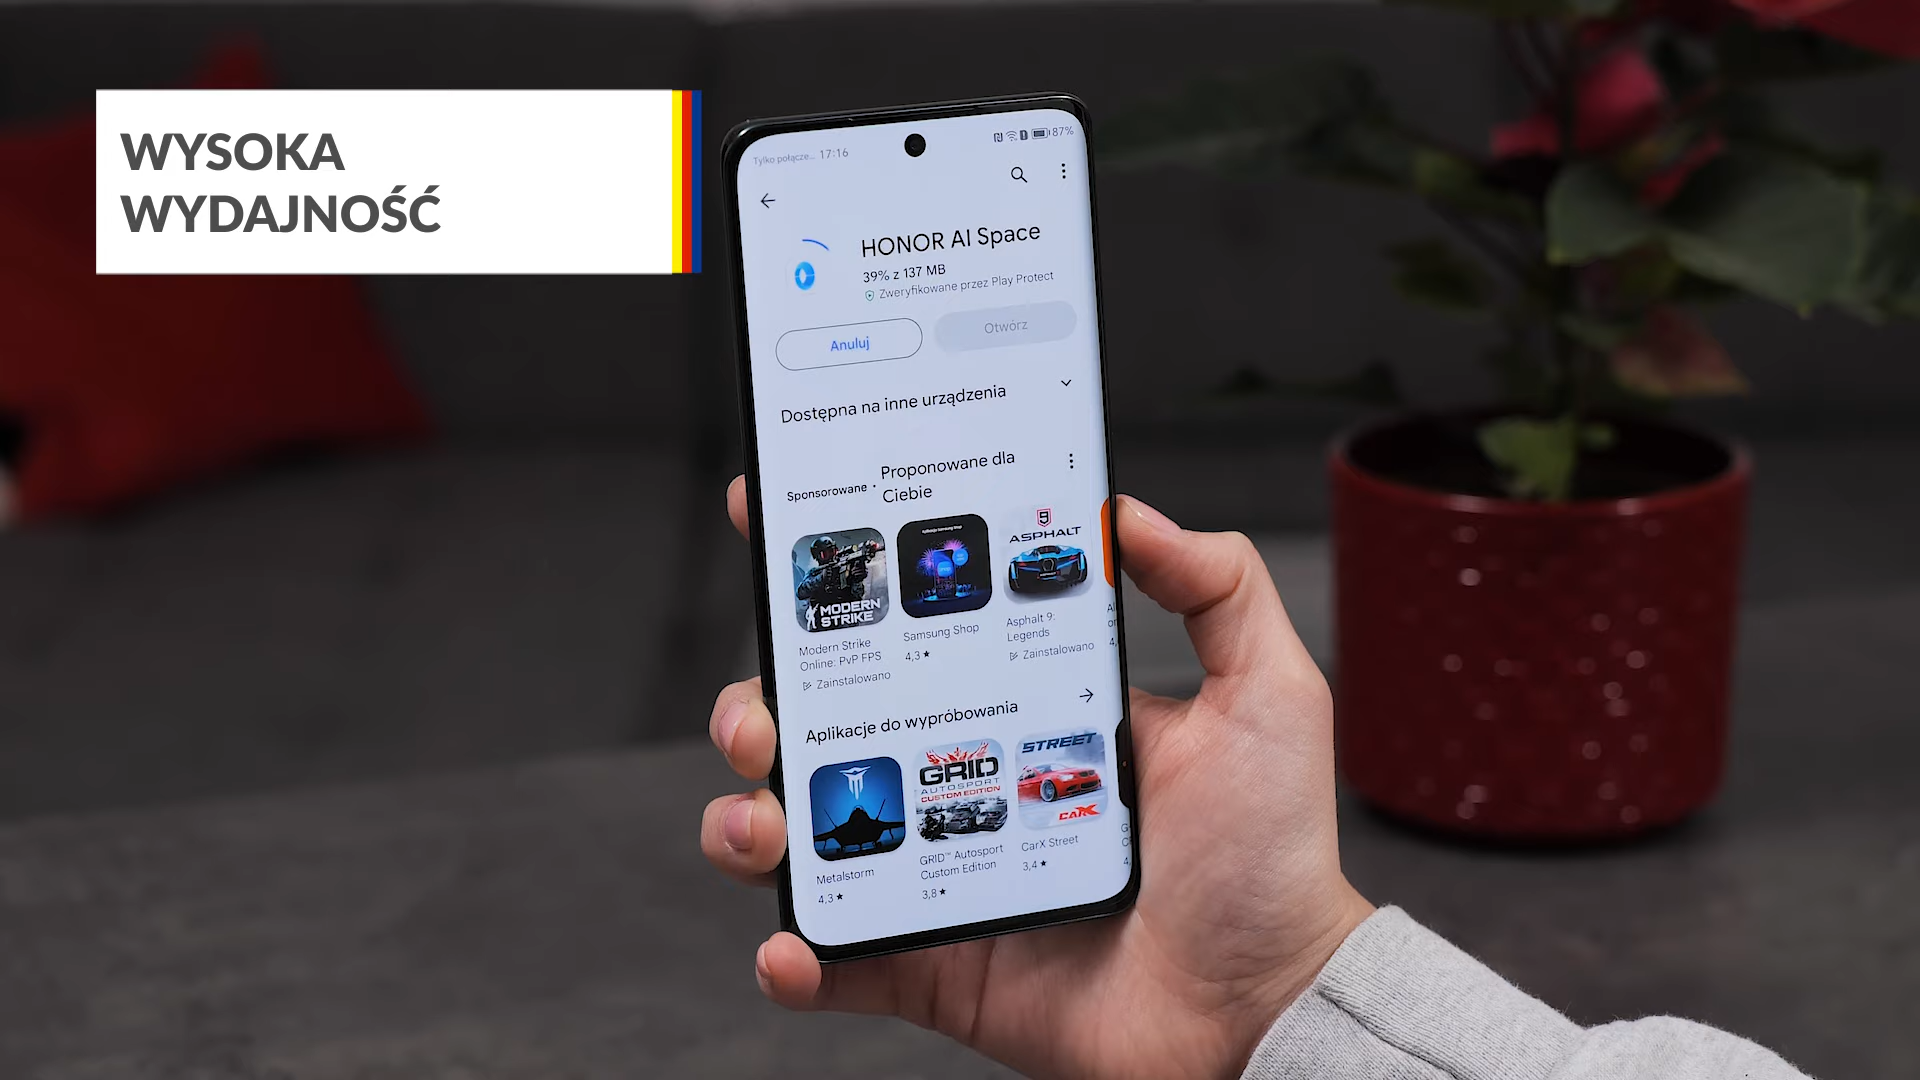 WYSOKA
WYDAJNOŚĆ
Tylko połącze... 17:16
87%
HONOR AI Space
39% z 137 MB
Zweryfikowane przez Play Protect
Anuluj
Otwórz
Dostępna na inne urządzenia
Sponsorowane · Proponowane dla
Ciebie
MODERN
STRIKE
9
ASPHALT
Modern Strike
Online: PvP FPS
Zainstalowano
Samsung Shop
4,3★
Asphalt 9:
Legends
Zainstalowano
Aplikacje do wypróbowania
GRID
AUTOSPORT
CUSTOM EDITION
STREET
CARX
Metalstorm
4,3★
GRID™ Autosport
Custom Edition
3,8★
CarX Street
3,4★